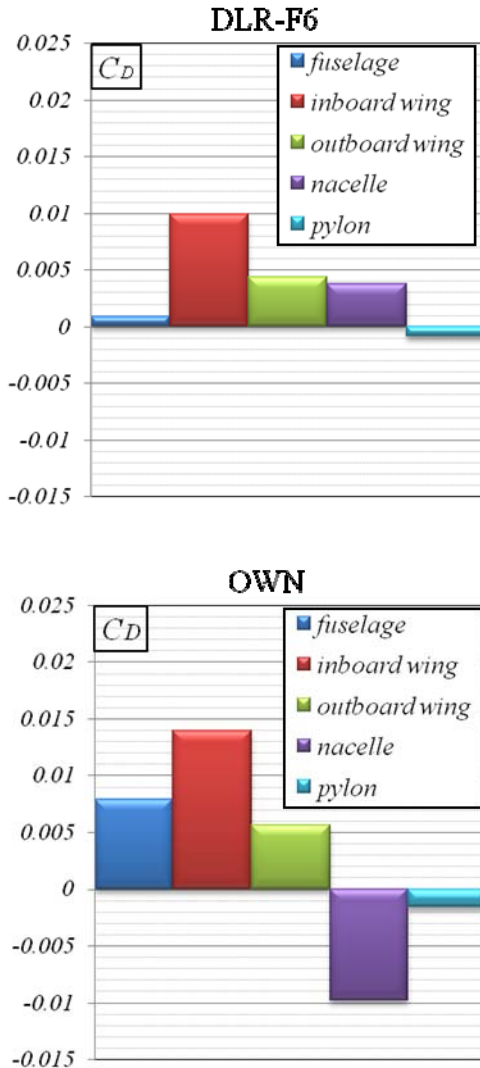 DLR-F6
0.025
C_D
fuselage
0.02
inboard wing
0.015
outboard wing
nacelle
0.01
pylon
0.005
0
-0.005
-0.01
-0.015
OWN
0.025
C_D
fuselage
0.02
inboard wing
0.015
outboard wing
nacelle
0.01
pylon
0.005
0
-0.005
-0.01
-0.015